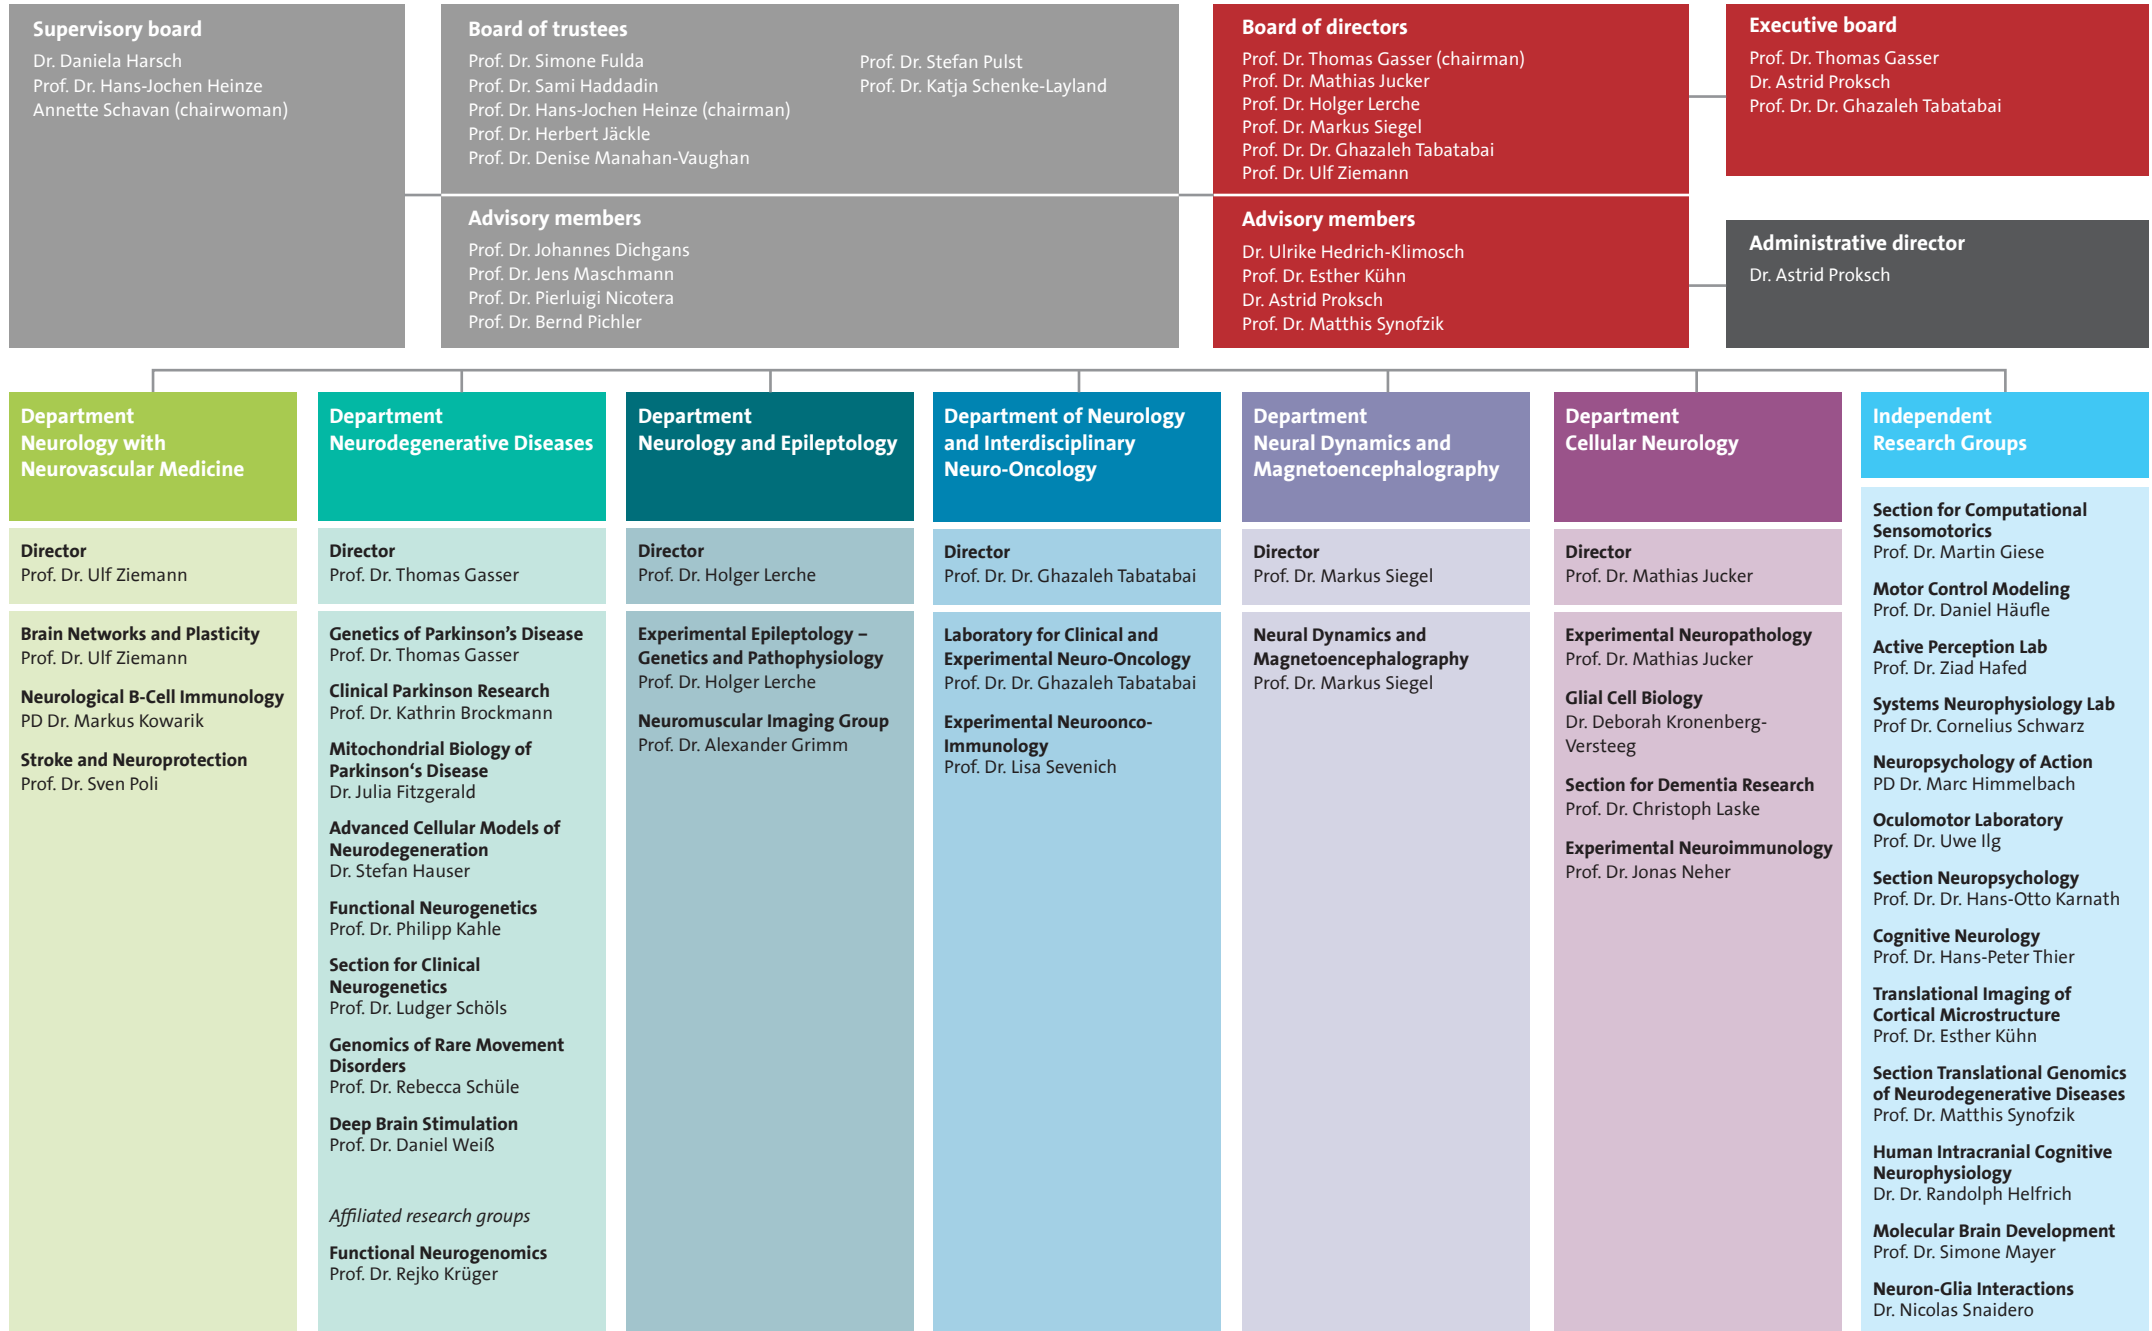 Supervisory board
Dr. Daniela Harsch
Prof. Dr. Hans-Jochen Heinze
Annette Schavan (chairwoman)
Board of trustees
Prof. Dr. Simone Fulda
Prof. Dr. Sami Haddadin
Prof. Dr. Hans-Jochen Heinze (chairman)
Prof. Dr. Herbert Jäckle
Prof. Dr. Denise Manahan-Vaughan
Prof. Dr. Stefan Pulst
Prof. Dr. Katja Schenke-Layland
Advisory members
Prof. Dr. Johannes Dichgans
Prof. Dr. Jens Maschmann
Prof. Dr. Pierluigi Nicotera
Prof. Dr. Bernd Pichler
Board of directors
Prof. Dr. Thomas Gasser (chairman)
Prof. Dr. Mathias Jucker
Prof. Dr. Holger Lerche
Prof. Dr. Markus Siegel
Prof. Dr. Dr. Ghazaleh Tabatabai
Prof. Dr. Ulf Ziemann
Advisory members
Dr. Ulrike Hedrich-Klimosch
Prof. Dr. Esther Kühn
Dr. Astrid Proksch
Prof. Dr. Matthis Synofzik
Executive board
Prof. Dr. Thomas Gasser
Dr. Astrid Proksch
Prof. Dr. Dr. Ghazaleh Tabatabai
Administrative director
Dr. Astrid Proksch
Department
Neurology with
Neurovascular Medicine
Director
Prof. Dr. Ulf Ziemann
Brain Networks and Plasticity
Prof. Dr. Ulf Ziemann
Neurological B-Cell Immunology
PD Dr. Markus Kowarik
Stroke and Neuroprotection
Prof. Dr. Sven Poli
Department
Neurodegenerative Diseases
Director
Prof. Dr. Thomas Gasser
Genetics of Parkinson's Disease
Prof. Dr. Thomas Gasser
Clinical Parkinson Research
Prof. Dr. Kathrin Brockmann
Mitochondrial Biology of
Parkinson‘s Disease
Dr. Julia Fitzgerald
Advanced Cellular Models of
Neurodegeneration
Dr. Stefan Hauser
Functional Neurogenetics
Prof. Dr. Philipp Kahle
Section for Clinical
Neurogenetics
Prof. Dr. Ludger Schöls
Genomics of Rare Movement
Disorders
Prof. Dr. Rebecca Schüle
Deep Brain Stimulation
Prof. Dr. Daniel Weiß
Affiliated research groups
Functional Neurogenomics
Prof. Dr. Rejko Krüger
Department
Neurology and Epileptology
Director
Prof. Dr. Holger Lerche
Experimental Epileptology –
Genetics and Pathophysiology
Prof. Dr. Holger Lerche
Neuromuscular Imaging Group
Prof. Dr. Alexander Grimm
Department of Neurology
and Interdisciplinary
Neuro-Oncology
Director
Prof. Dr. Dr. Ghazaleh Tabatabai
Laboratory for Clinical and
Experimental Neuro-Oncology
Prof. Dr. Dr. Ghazaleh Tabatabai
Experimental Neuroonco-
Immunology
Prof. Dr. Lisa Sevenich
Department
Neural Dynamics and
Magnetoencephalography
Director
Prof. Dr. Markus Siegel
Neural Dynamics and
Magnetoencephalography
Prof. Dr. Markus Siegel
Department
Cellular Neurology
Director
Prof. Dr. Mathias Jucker
Experimental Neuropathology
Prof. Dr. Mathias Jucker
Glial Cell Biology
Dr. Deborah Kronenberg-
Versteeg
Section for Dementia Research
Prof. Dr. Christoph Laske
Experimental Neuroimmunology
Prof. Dr. Jonas Neher
Independent
Research Groups
Section for Computational
Sensomotorics
Prof. Dr. Martin Giese
Motor Control Modeling
Prof. Dr. Daniel Häufle
Active Perception Lab
Prof. Dr. Ziad Hafed
Systems Neurophysiology Lab
Prof Dr. Cornelius Schwarz
Neuropsychology of Action
PD Dr. Marc Himmelbach
Oculomotor Laboratory
Prof. Dr. Uwe Ilg
Section Neuropsychology
Prof. Dr. Dr. Hans-Otto Karnath
Cognitive Neurology
Prof. Dr. Hans-Peter Thier
Translational Imaging of
Cortical Microstructure
Prof. Dr. Esther Kühn
Section Translational Genomics
of Neurodegenerative Diseases
Prof. Dr. Matthis Synofzik
Human Intracranial Cognitive
Neurophysiology
Dr. Dr. Randolph Helfrich
Molecular Brain Development
Prof. Dr. Simone Mayer
Neuron-Glia Interactions
Dr. Nicolas Snaidero